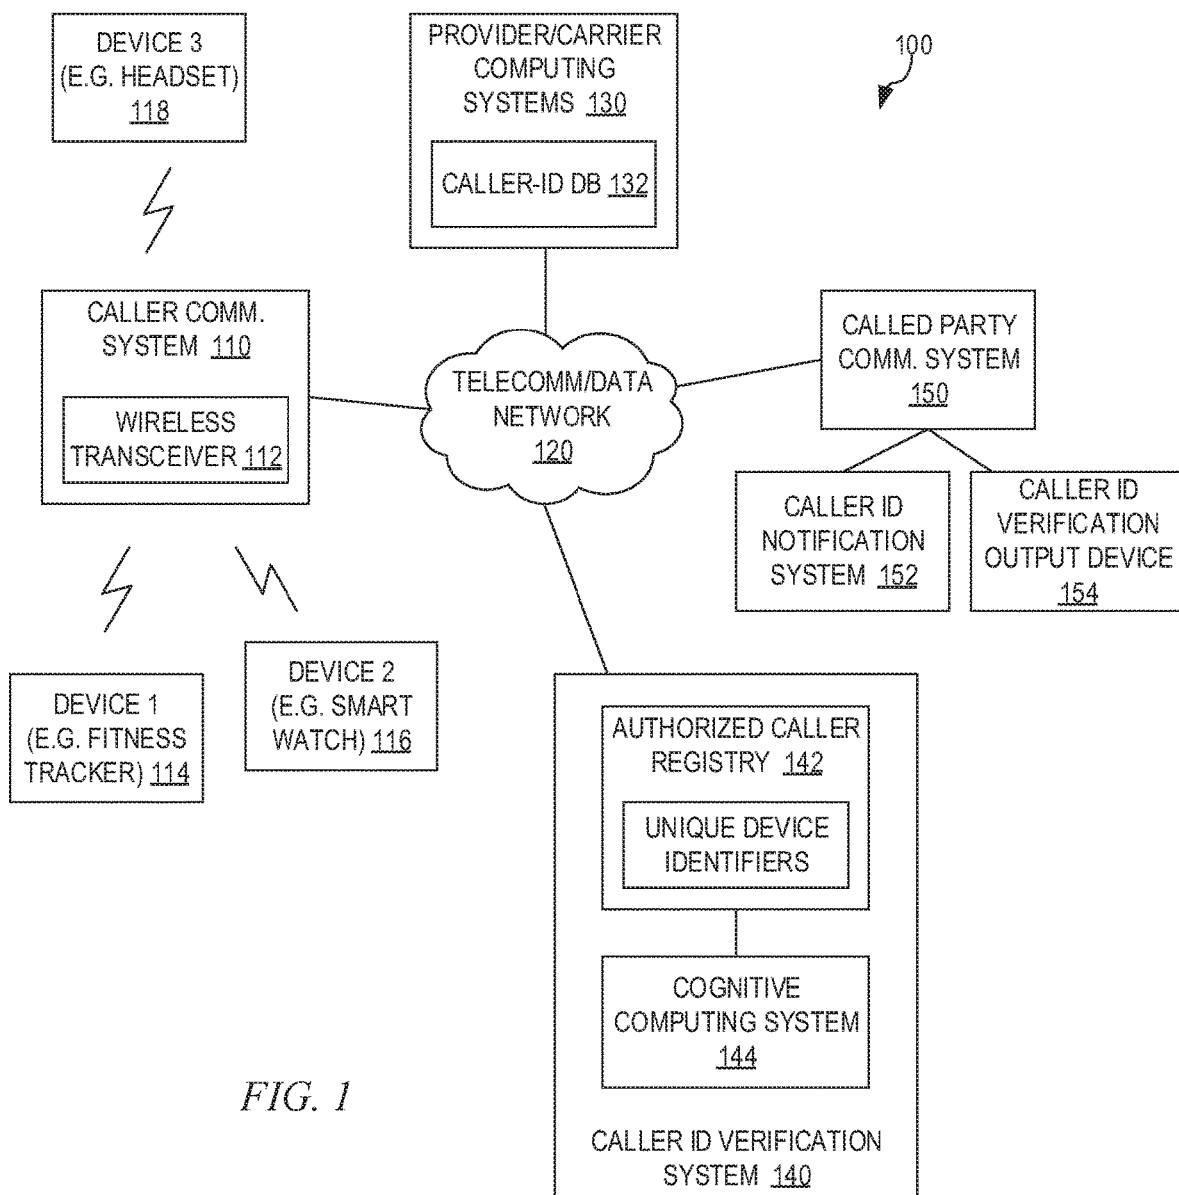 DEVICE 3
(E.G. HEADSET)
118
PROVIDER/CARRIER
COMPUTING
SYSTEMS 130
CALLER-ID DB 132
100
CALLER COMM.
SYSTEM 110
WIRELESS
TRANSCEIVER 112
TELECOMM/DATA
NETWORK
120
CALLED PARTY
COMM. SYSTEM
150
CALLER ID
NOTIFICATION
SYSTEM 152
CALLER ID
VERIFICATION
OUTPUT DEVICE
154
DEVICE 1
(E.G. FITNESS
TRACKER) 114
DEVICE 2
(E.G. SMART
WATCH) 116
AUTHORIZED CALLER
REGISTRY 142
UNIQUE DEVICE
IDENTIFIERS
COGNITIVE
COMPUTING SYSTEM
144
CALLER ID VERIFICATION
SYSTEM 140
FIG. 1